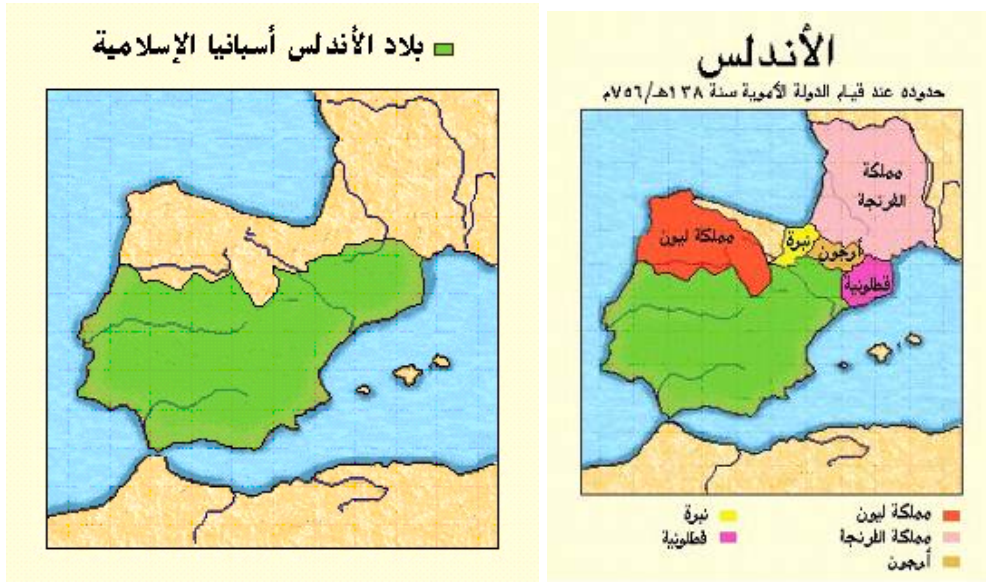 بلاد الأندلس أسبانيا الإسلامية
الأندلس
حدوده عند قيام الدولة الأموية سنة ١٣٨هـ/٧٥٦م
مملكة
الفرنجة
مملكة ليون
نبرة
أرجون
قطلونية
مملكة ليون
نبرة
مملكة الفرنجة
قطلونية
أرجون